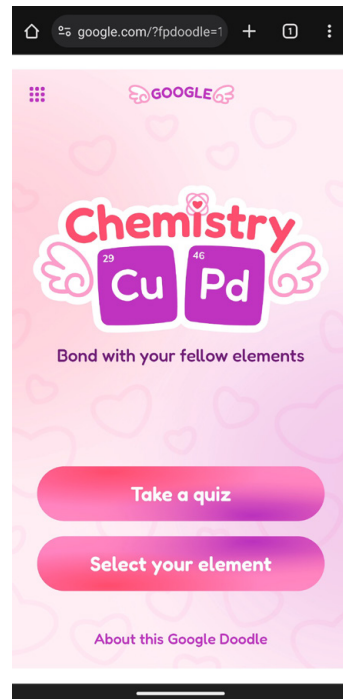 google.com/?fpdoodle=1
1
GOOGLE
Chemistry
29
Cu
46
Pd
Bond with your fellow elements
Take a quiz
Select your element
About this Google Doodle